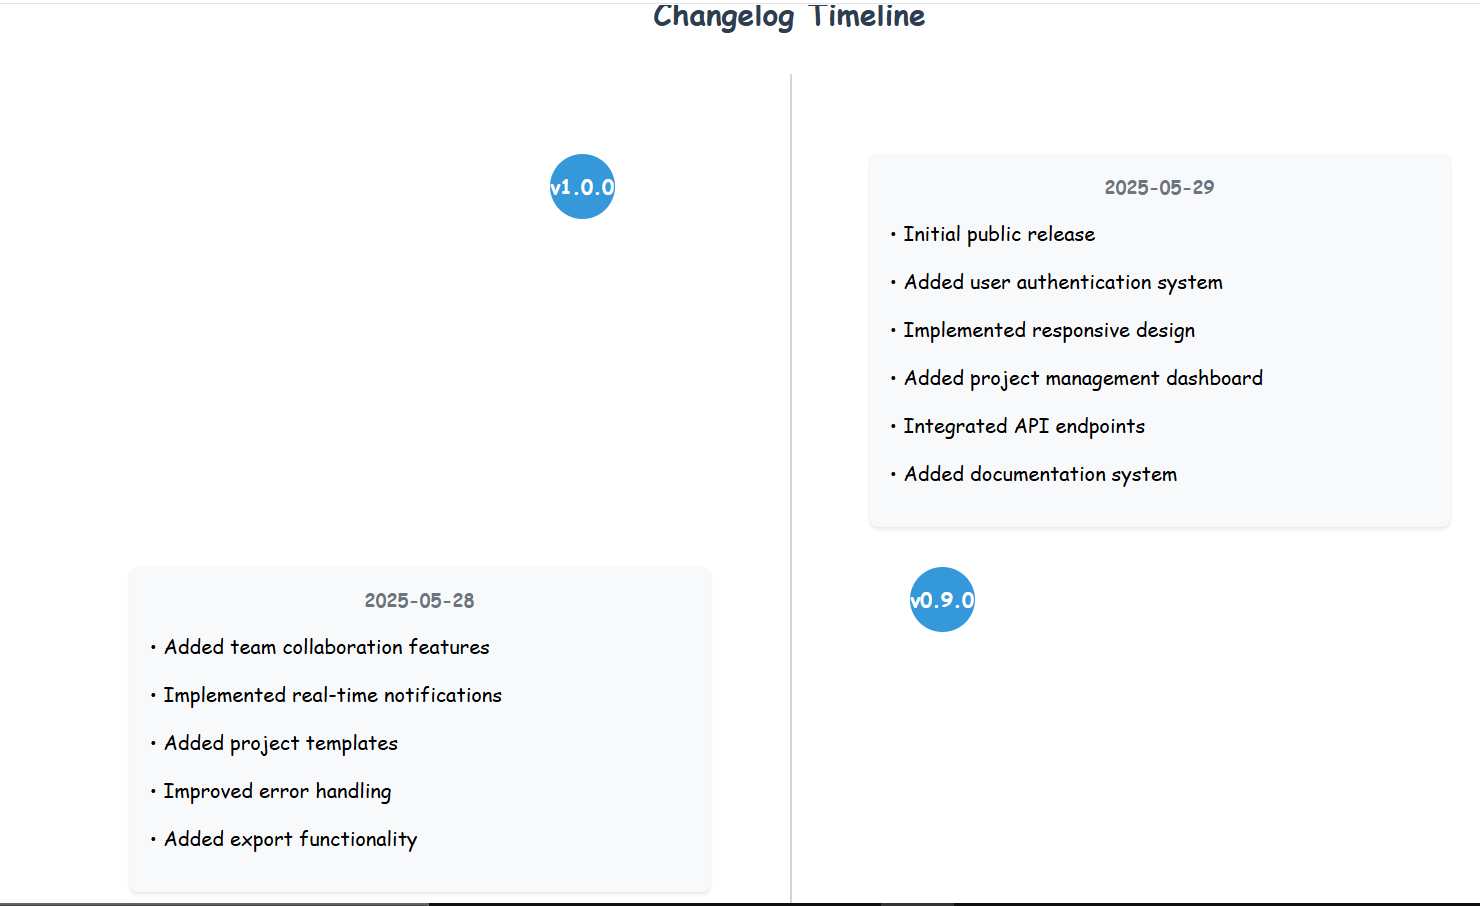 Changelog Timeline
v1.0.0
2025-05-29
• Initial public release
• Added user authentication system
• Implemented responsive design
• Added project management dashboard
• Integrated API endpoints
• Added documentation system
v0.9.0
2025-05-28
• Added team collaboration features
• Implemented real-time notifications
• Added project templates
• Improved error handling
• Added export functionality